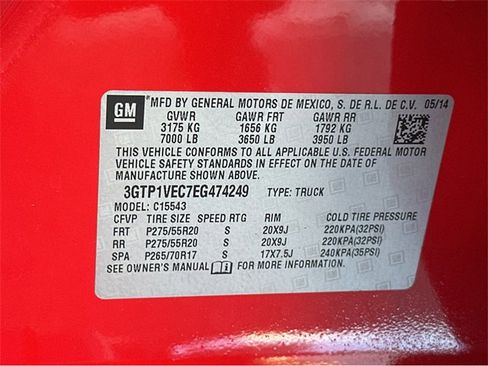 GM
MFD BY GENERAL MOTORS DE MEXICO, S. DE R.L. DE C.V. 05/14
GVWR GAWR FRT GAWR RR
3175 KG 1656 KG 1792 KG
7000 LB 3650 LB 3950 LB
THIS VEHICLE CONFORMS TO ALL APPLICABLE U.S. FEDERAL MOTOR
VEHICLE SAFETY STANDARDS IN EFFECT ON THE DATE OF
MANUFACTURE SHOWN ABOVE.
3GTP1VEC7EG474249 TYPE: TRUCK
MODEL: C15543
CFVP TIRE SIZE SPEED RTG RIM COLD TIRE PRESSURE
FRT P275/55R20 S 20X9J 220KPA(32PSI)
RR P275/55R20 S 20X9J 220KPA(32PSI)
SPA P265/70R17 S 17X7.5J 240KPA(35PSI)
SEE OWNER'S MANUAL FOR MORE INFORMATION.